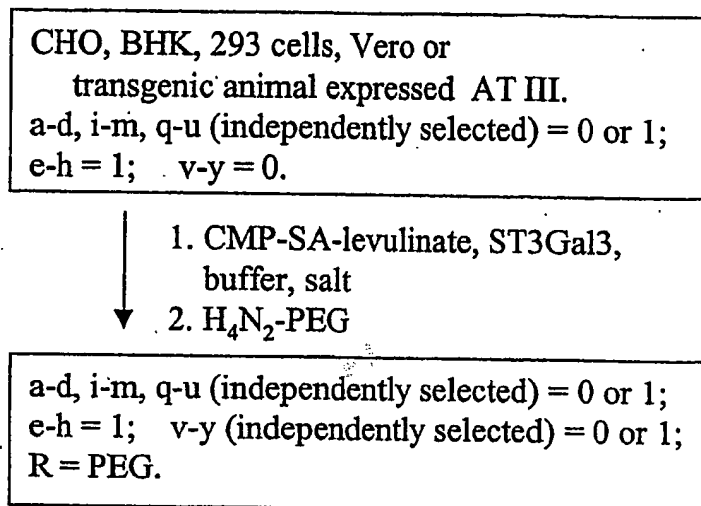 CHO, BHK, 293 cells, Vero or
transgenic animal expressed AT III.
a-d, i-m, q-u (independently selected) = 0 or 1;
e-h = 1; v-y = 0.
1. CMP-SA-levulinate, ST3Gal3,
buffer, salt
2. H₄N₂-PEG
a-d, i-m, q-u (independently selected) = 0 or 1;
e-h = 1; v-y (independently selected) = 0 or 1;
R = PEG.